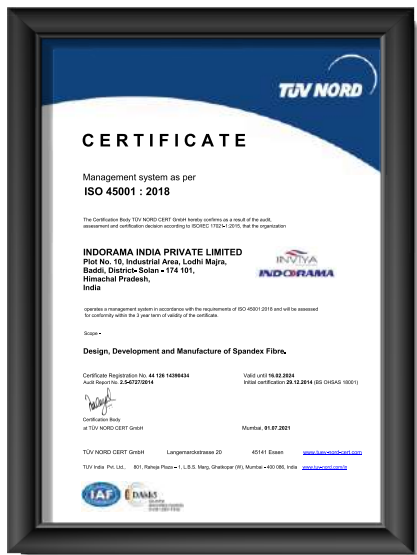 TÜV NORD
CERTIFICATE
Management system as per
ISO 45001 : 2018
The Certification Body TÜV NORD CERT GmbH hereby confirms as a result of the audit,
assessment and certification decision according to ISO/IEC 17021-1:2015, that the organization
INDORAMA INDIA PRIVATE LIMITED
Plot No. 10, Industrial Area, Lodhi Majra,
Baddi, District- Solan - 174 101,
Himachal Pradesh,
India
INVIYA
INDORAMA
operates a management system in accordance with the requirements of ISO 45001:2018 and will be assessed
for conformity within the 3 year term of validity of the certificate.
Scope -
Design, Development and Manufacture of Spandex Fibre.
Certificate Registration No. 44 126 14390434
Valid until 16.02.2024
Audit Report No. 2.5-6727/2014
Initial certification 29.12.2014 (BS OHSAS 18001)
Certification Body
at TÜV NORD CERT GmbH
Mumbai, 01.07.2021
TÜV NORD CERT GmbH Langemarckstrasse 20 45141 Essen www.tuev-nord-cert.com
TUV India Pvt. Ltd., 801, Raheja Plaza - 1, L.B.S. Marg, Ghatkopar (W), Mumbai - 400 086, India www.tuv-nord.com/in
IAF
DAkkS